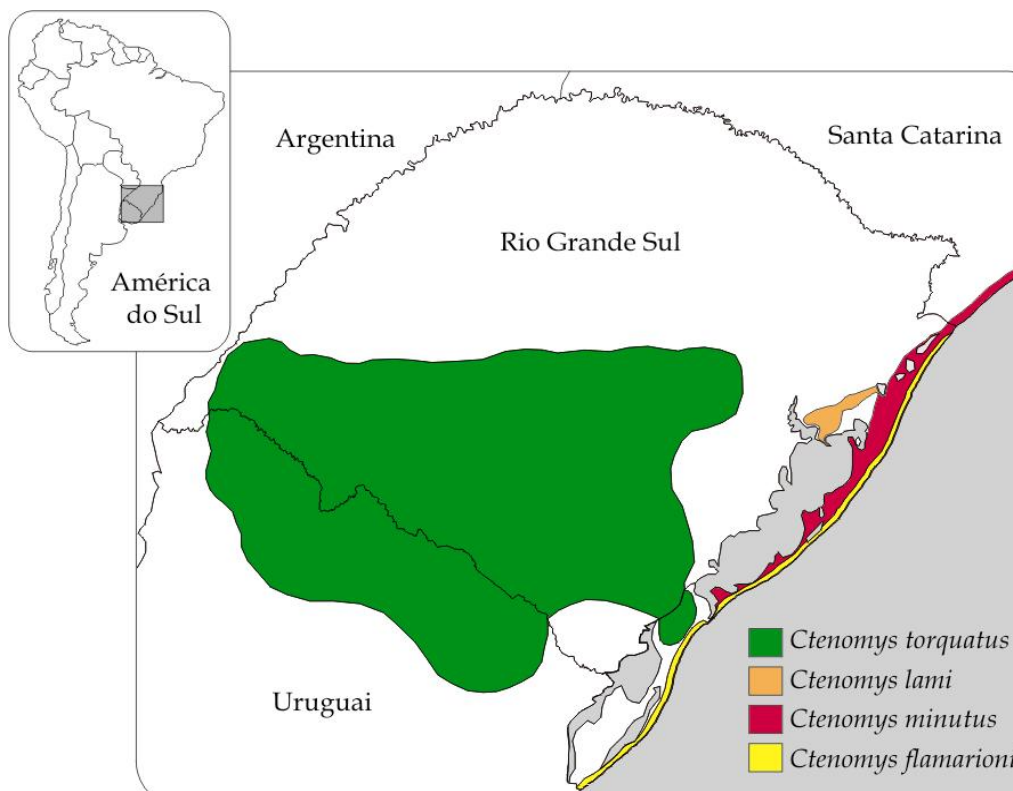 América
do Sul
Argentina
Santa Catarina
Rio Grande Sul
Uruguai
Ctenomys torquatus
Ctenomys lami
Ctenomys minutus
Ctenomys flamarioni